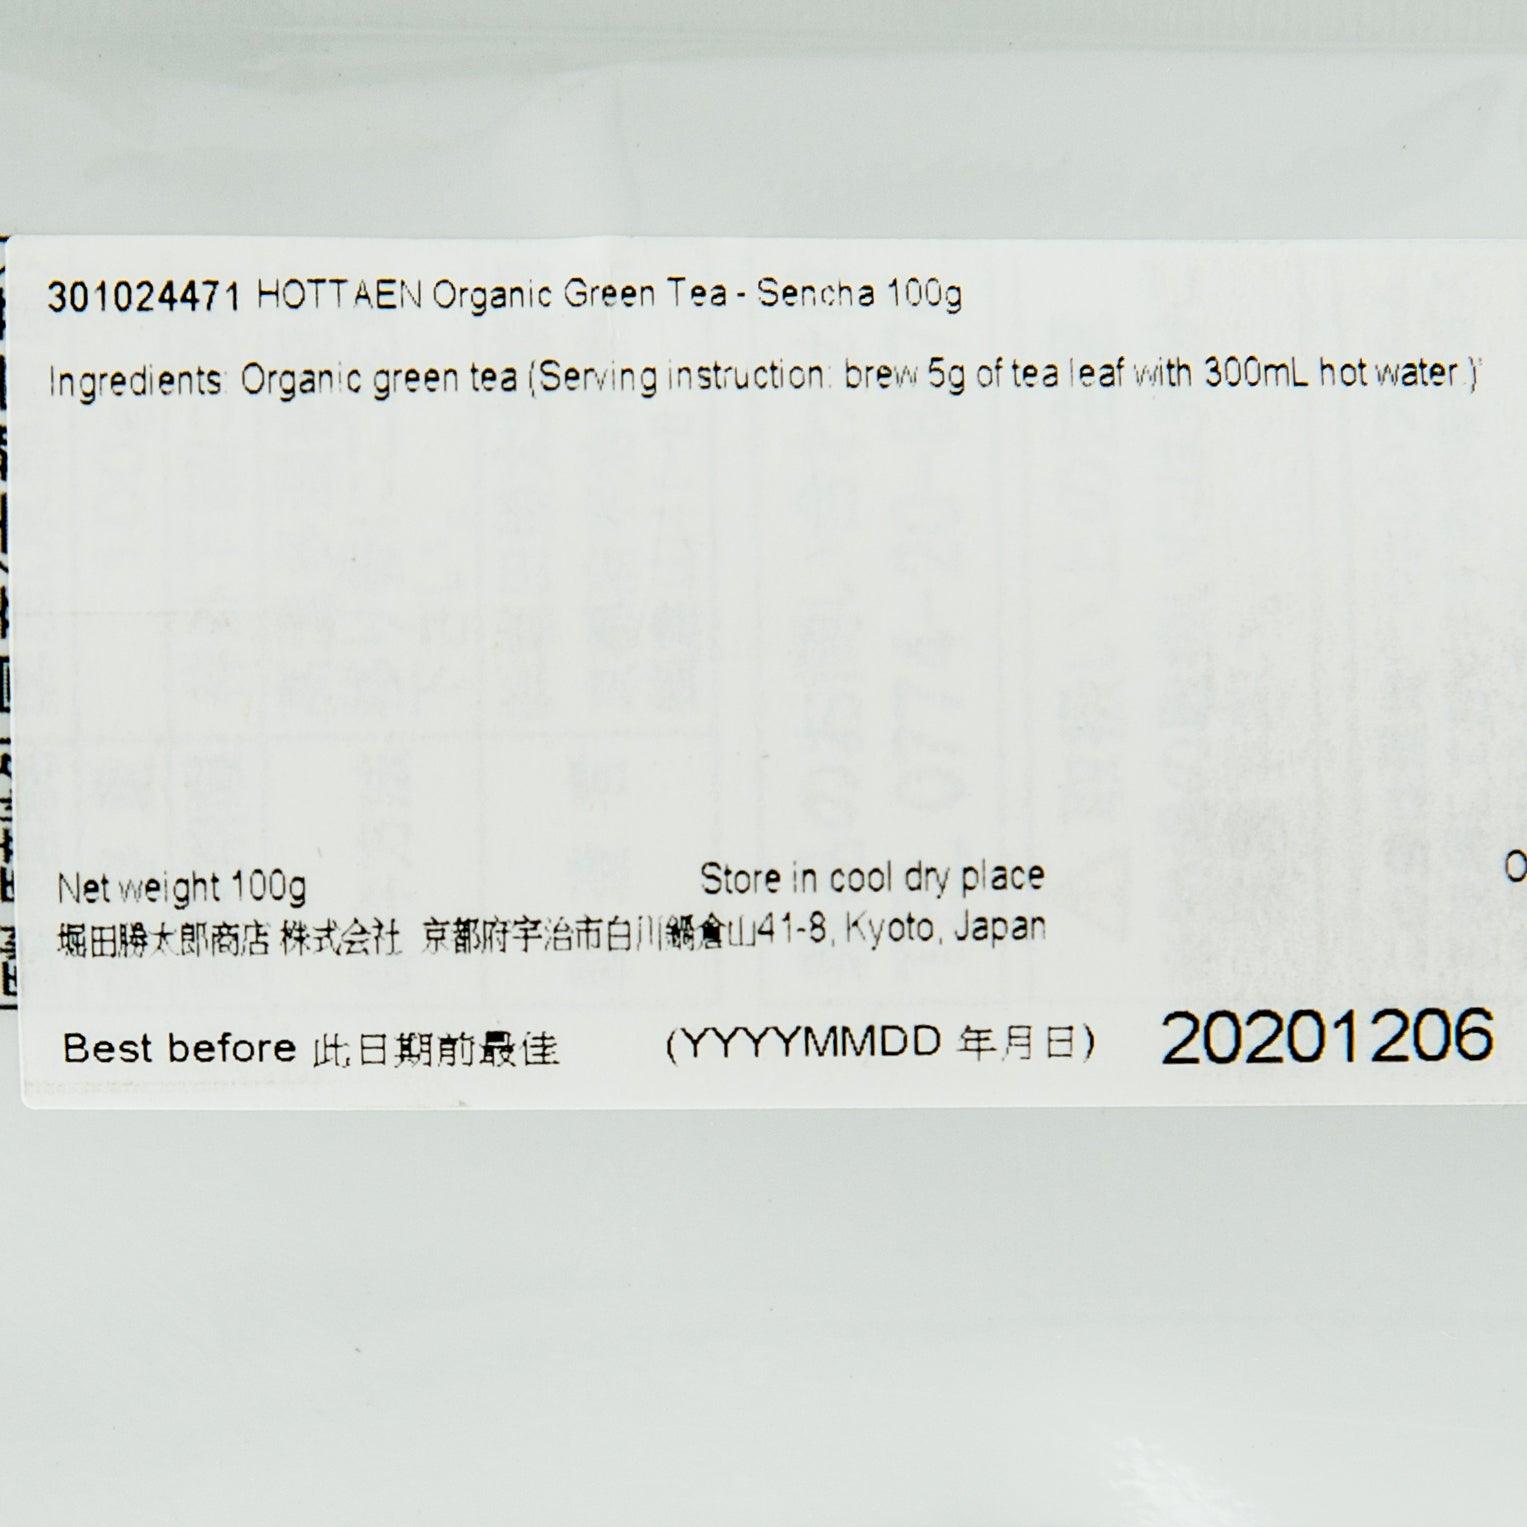 301024471 HOTTAEN Organic Green Tea - Sencha 100g
Ingredients: Organic green tea (Serving instruction: brew 5g of tea leaf with 300mL hot water.)
Net weight 100g
Store in cool dry place
堀田勝太郎商店 株式会社 京都府宇治市白川鍋倉山41-8, Kyoto, Japan
Best before 此日期前最佳 (YYYYMMDD 年月日) 20201206